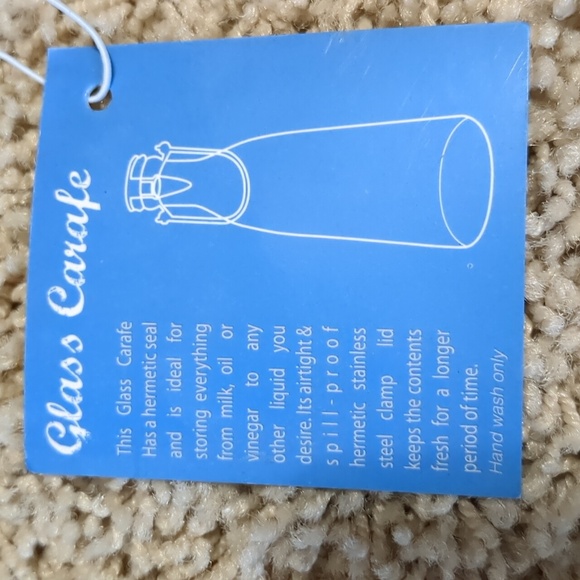 Glass Carafe
This Glass Carafe
Has a hermetic seal
and is ideal for
storing everything
from milk, oil or
vinegar to any
other liquid you
desire. Its airtight &
spill-proof
hermetic stainless
steel clamp lid
keeps the contents
fresh for a longer
period of time.
Hand wash only